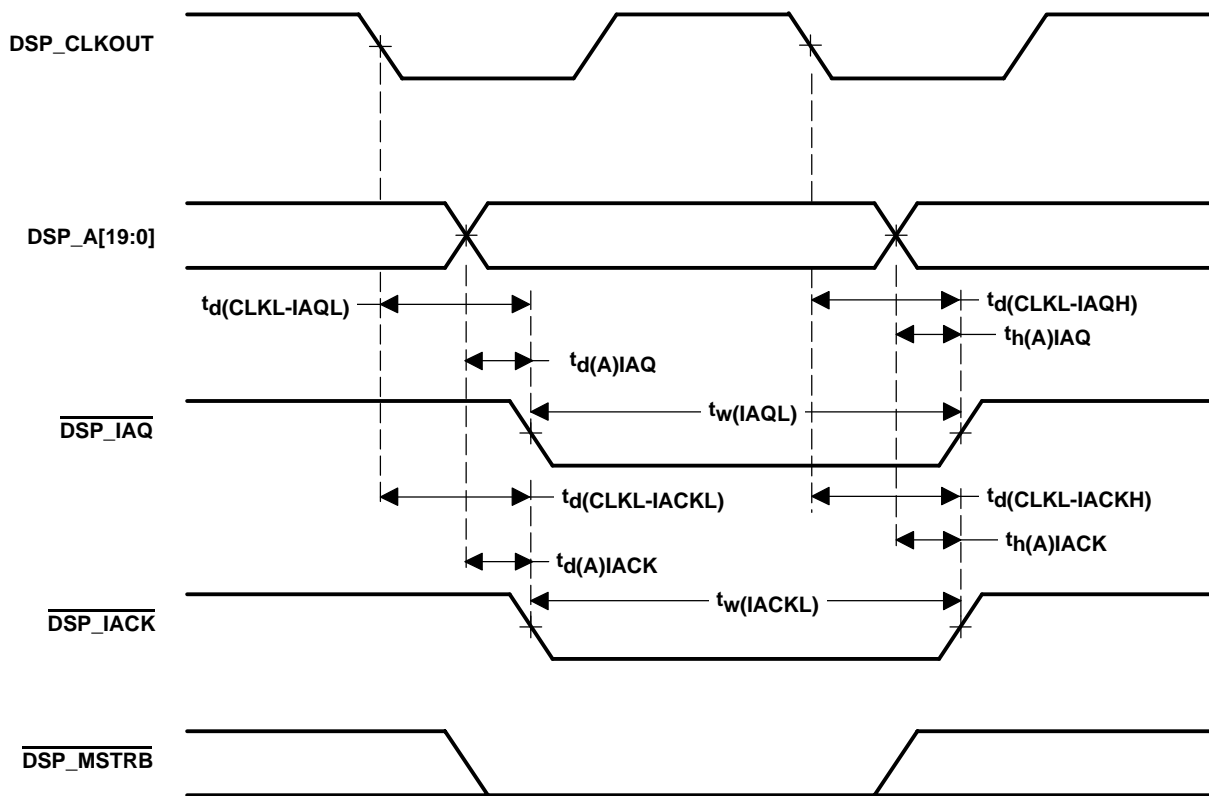 DSP_CLKOUT
DSP_A[19:0]
td(CLKL-IAQL)
td(CLKL-IAQH)
th(A)IAQ
td(A)IAQ
tw(IAQL)
DSP_IAQ
td(CLKL-IACKL)
td(CLKL-IACKH)
th(A)IACK
td(A)IACK
tw(IACKL)
DSP_IACK
DSP_MSTRB